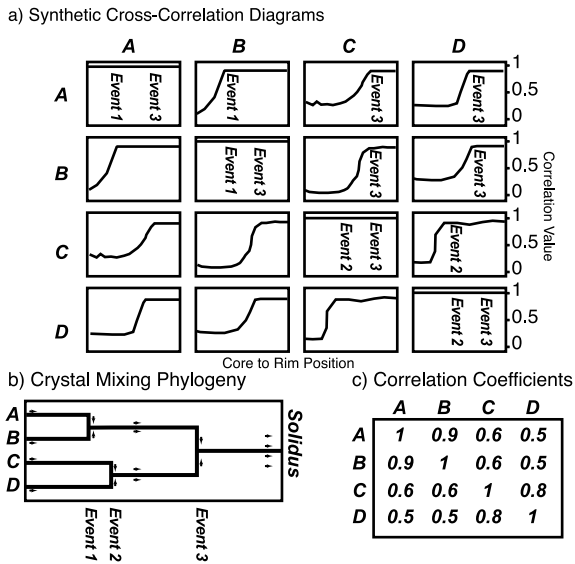 a) Synthetic Cross-Correlation Diagrams
A B C D
A
Event 1 Event 3
Event 1
Event 3
Event 3
1
0.5
0
B
Event 1 Event 3
Event 3
Event 3
1
0.5
0
C
Event 2 Event 3
Event 2
1
0.5
0
D
Event 2 Event 3
1
0.5
0
Correlation Value
Core to Rim Position
b) Crystal Mixing Phylogeny
A
B
C
D
Solidus
Event 1
Event 2
Event 3
c) Correlation Coefficients
A B C D
A 1 0.9 0.6 0.5
B 0.9 1 0.6 0.5
C 0.6 0.6 1 0.8
D 0.5 0.5 0.8 1